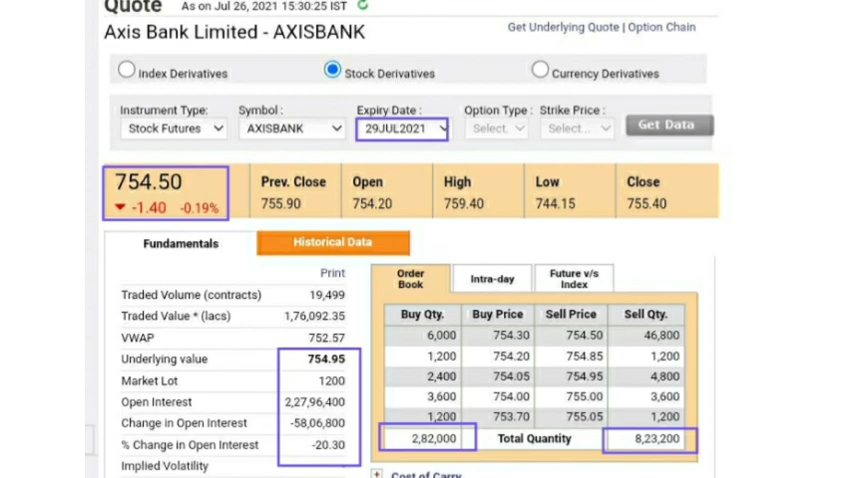 Quote As on Jul 26, 2021 15:30:25 IST
Axis Bank Limited - AXISBANK
Get Underlying Quote | Option Chain
Index Derivatives Stock Derivatives Currency Derivatives
Instrument Type: Symbol : Expiry Date : Option Type : Strike Price :
Stock Futures AXISBANK 29JUL2021 Select. Select... Get Data
754.50 Prev. Close Open High Low Close
-1.40 -0.19% 755.90 754.20 759.40 744.15 755.40
Fundamentals Historical Data
Print
Traded Volume (contracts) 19,499
Traded Value * (lacs) 1,76,092.35
VWAP 752.57
Underlying value 754.95
Market Lot 1200
Open Interest 2,27,96,400
Change in Open Interest -58,06,800
% Change in Open Interest -20.30
Implied Volatility -
Order Book Intra-day Future v/s Index
Buy Qty. Buy Price Sell Price Sell Qty.
6,000 754.30 754.50 46,800
1,200 754.20 754.85 1,200
2,400 754.05 754.95 4,800
3,600 754.00 755.00 3,600
1,200 753.70 755.05 1,200
2,82,000 Total Quantity 8,23,200
+ Cost of Carry